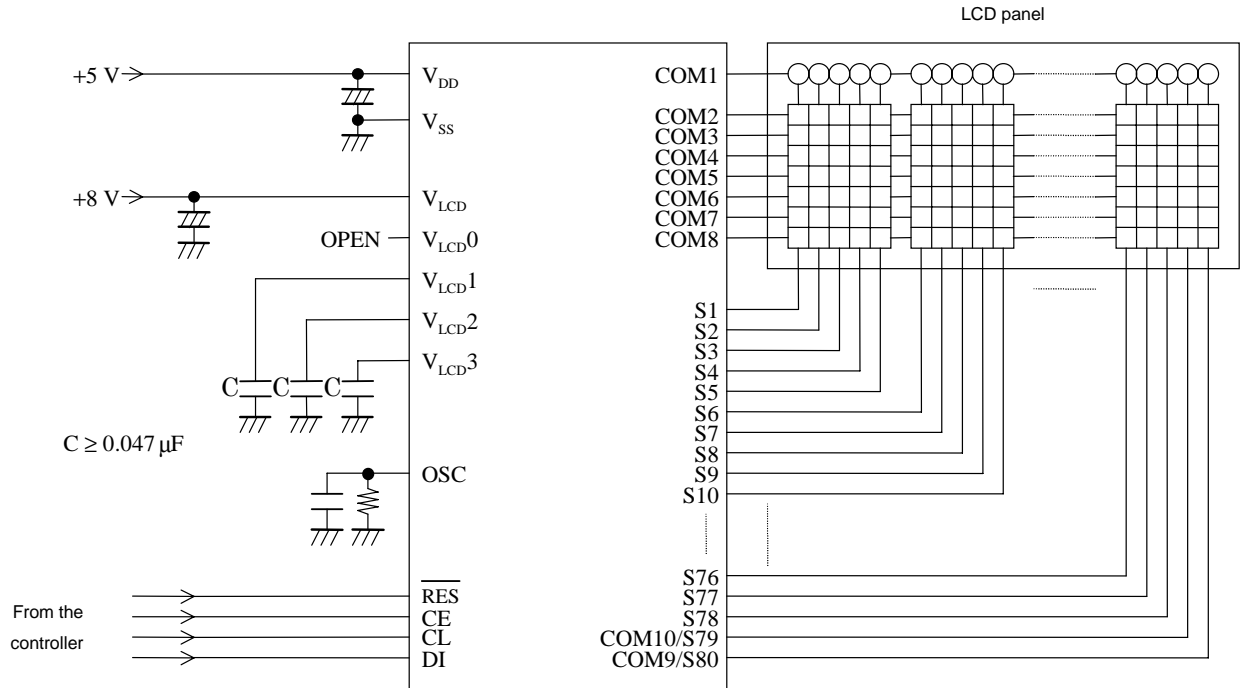 LCD panel
+5 V
VDD
COM1
VSS
COM2
COM3
COM4
COM5
COM6
COM7
COM8
+8 V
VLCD
OPEN
VLCD0
VLCD1
VLCD2
VLCD3
C
C
C
C ≥ 0.047 µF
OSC
S1
S2
S3
S4
S5
S6
S7
S8
S9
S10
S76
S77
S78
COM10/S79
COM9/S80
From the
controller
RES
CE
CL
DI